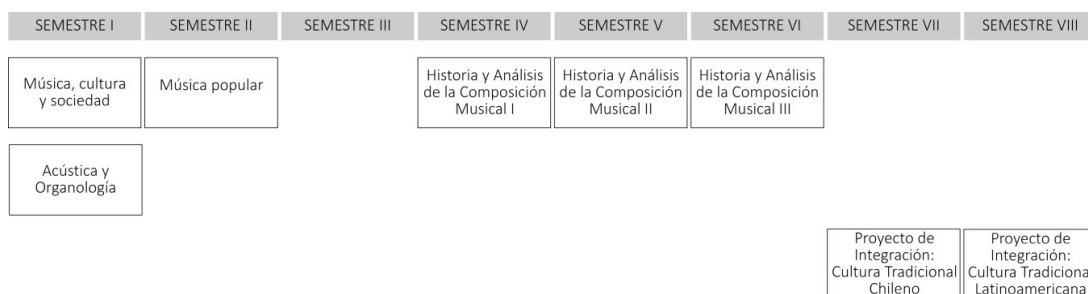 SEMESTRE I
SEMESTRE II
SEMESTRE III
SEMESTRE IV
SEMESTRE V
SEMESTRE VI
SEMESTRE VII
SEMESTRE VIII
Música, cultura
y sociedad
Música popular
Historia y Análisis
de la Composición
Musical I
Historia y Análisis
de la Composición
Musical II
Historia y Análisis
de la Composición
Musical III
Acústica y
Organología
Proyecto de
Integración:
Cultura Tradicional
Chileno
Proyecto de
Integración:
Cultura Tradicional
Latinoamericana